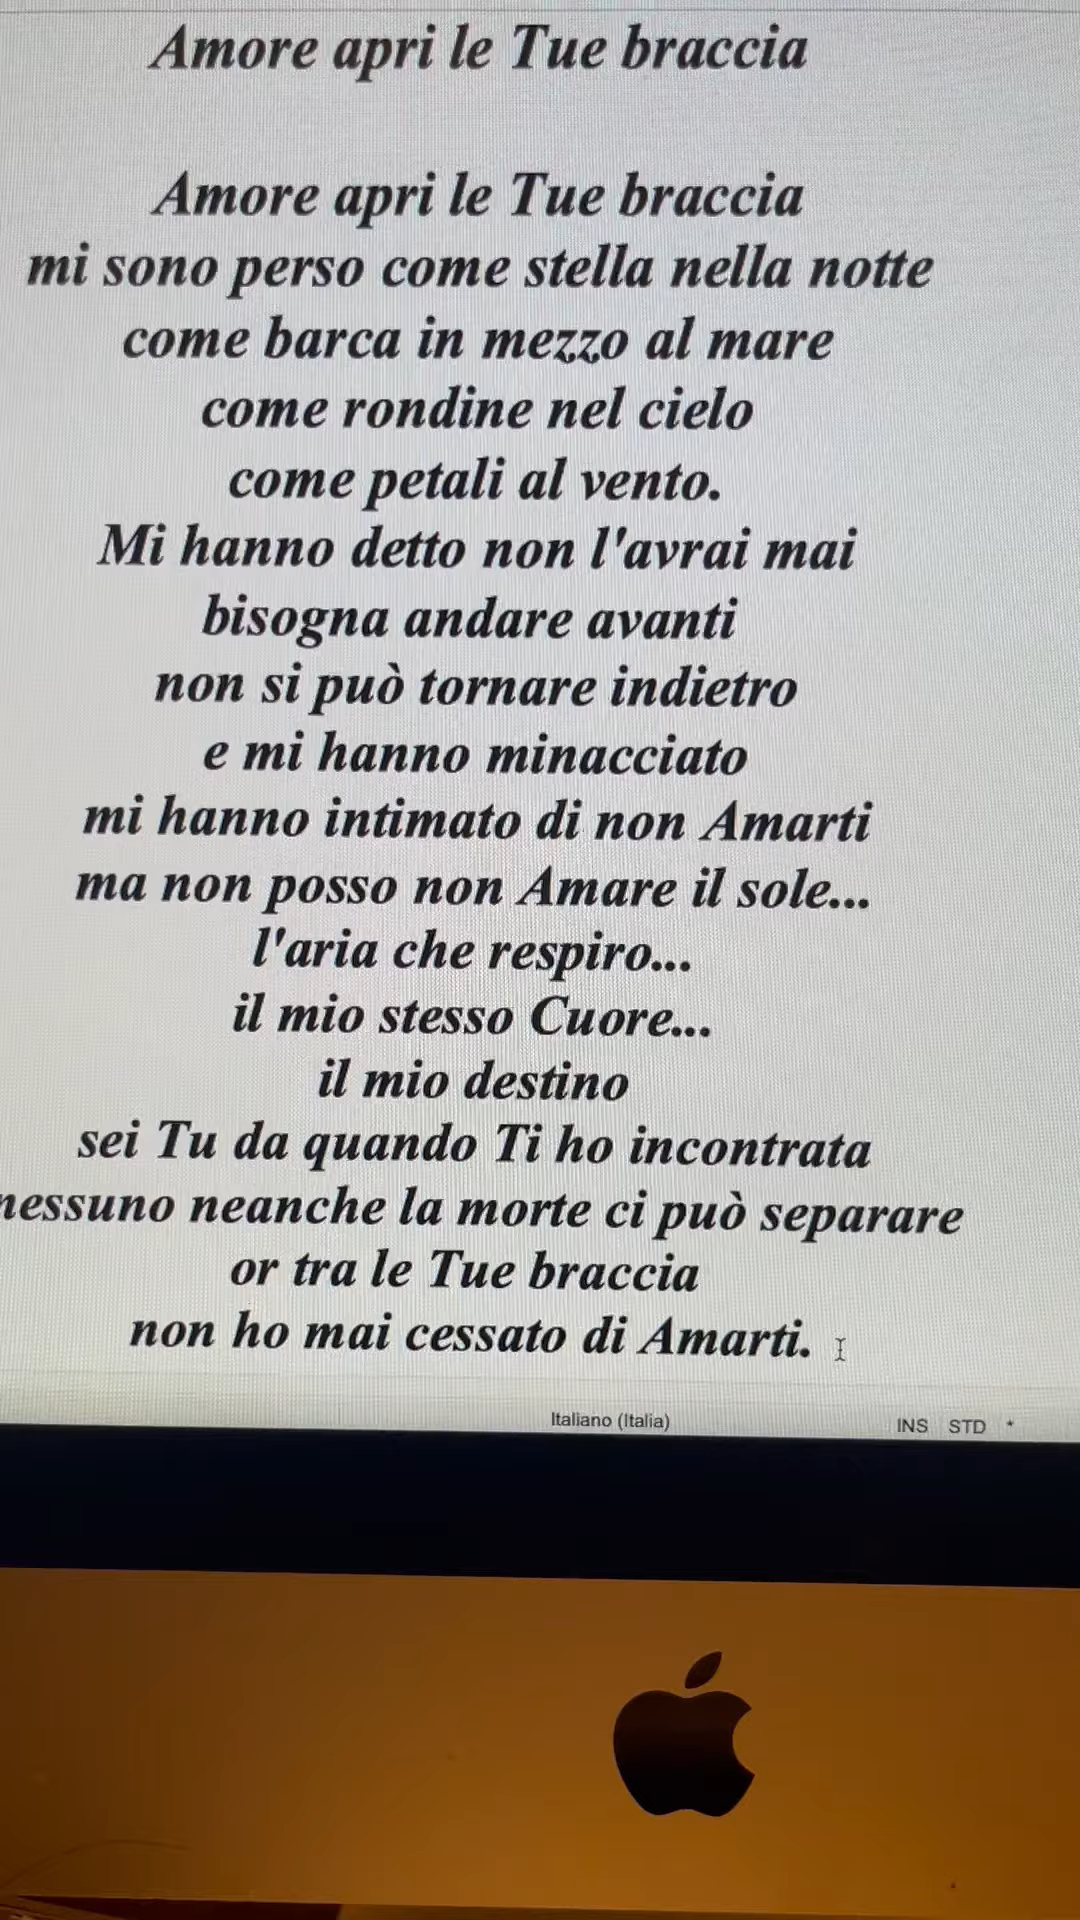 Amore apri le Tue braccia
Amore apri le Tue braccia
mi sono perso come stella nella notte
come barca in mezzo al mare
come rondine nel cielo
come petali al vento.
Mi hanno detto non l'avrai mai
bisogna andare avanti
non si può tornare indietro
e mi hanno minacciato
mi hanno intimato di non Amarti
ma non posso non Amare il sole...
l'aria che respiro...
il mio stesso Cuore...
il mio destino
sei Tu da quando Ti ho incontrata
nessuno neanche la morte ci può separare
or tra le Tue braccia
non ho mai cessato di Amarti.
Italiano (Italia) INS STD *